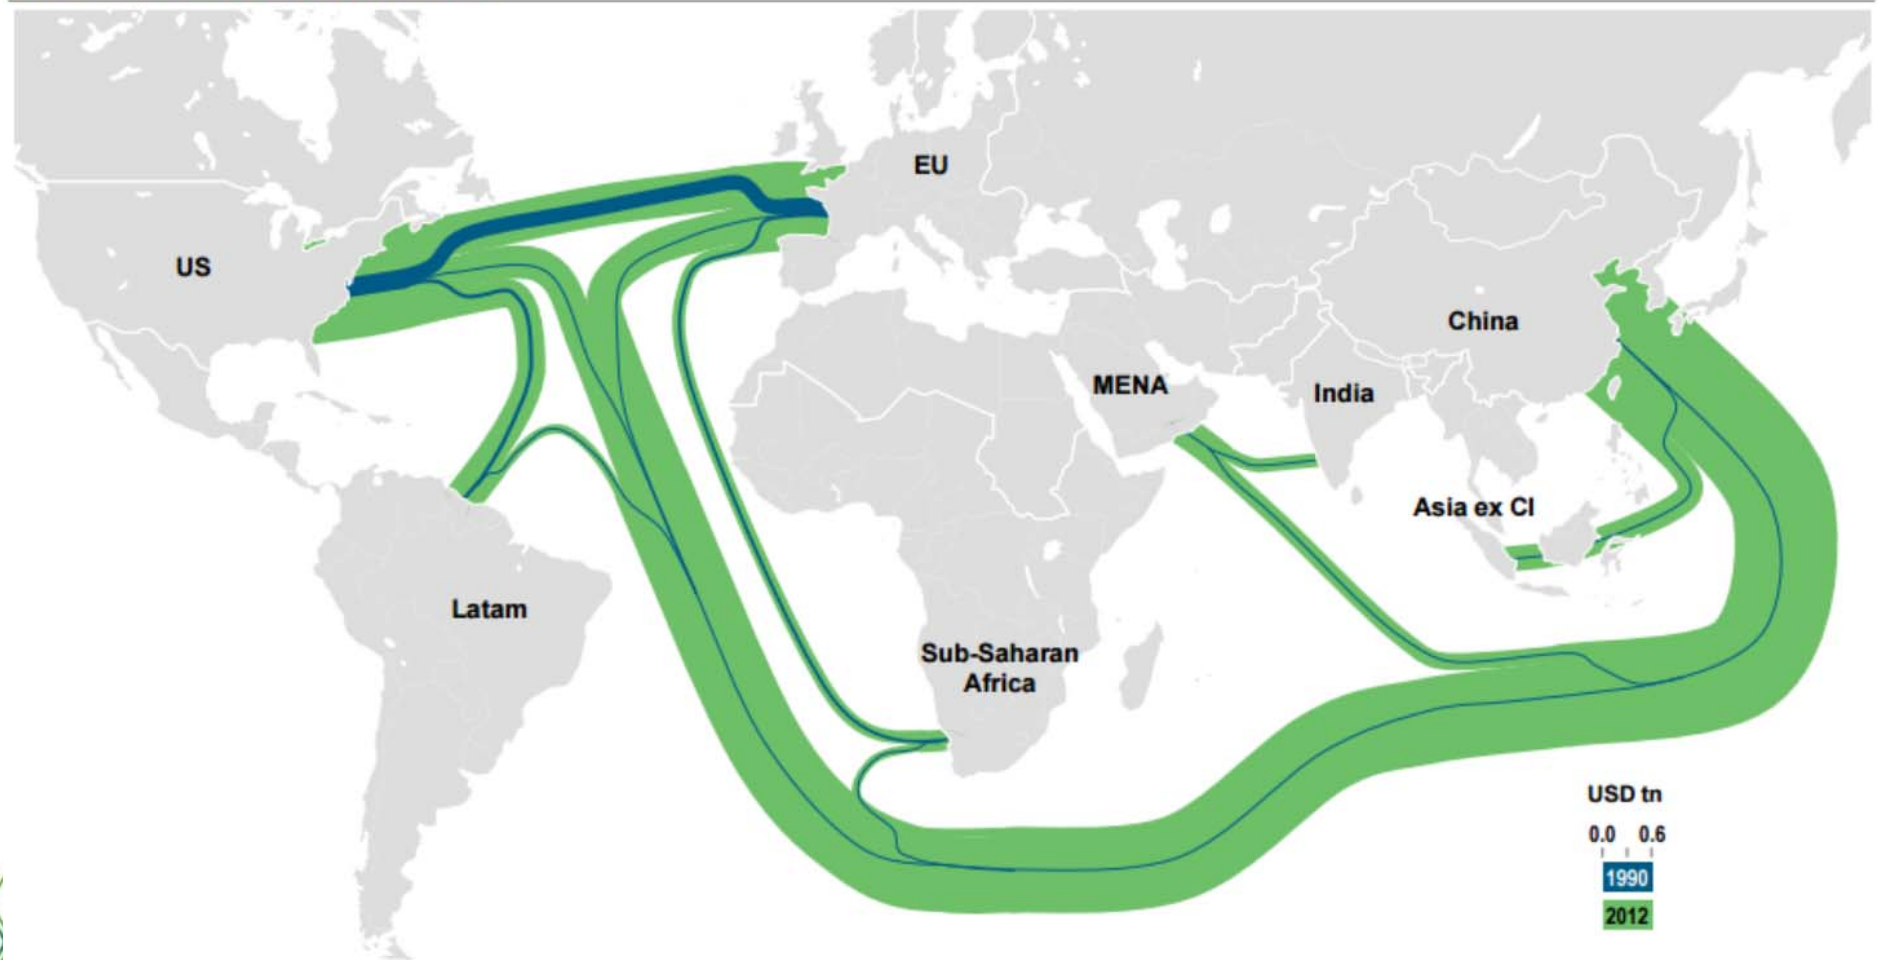 EU
US
China
MENA
India
Asia ex CI
Latam
Sub-Saharan
Africa
USD tn
0.0 0.6
1990
2012